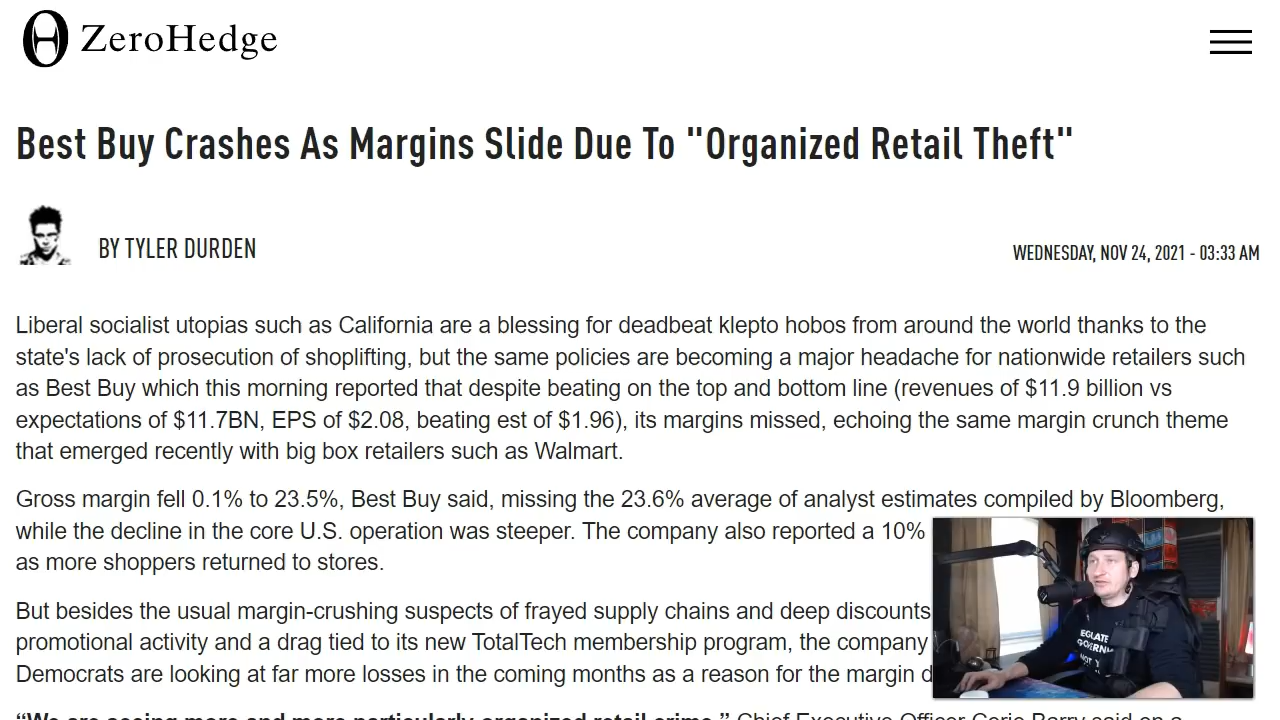 ZeroHedge
Best Buy Crashes As Margins Slide Due To "Organized Retail Theft"
BY TYLER DURDEN
WEDNESDAY, NOV 24, 2021 - 03:33 AM
Liberal socialist utopias such as California are a blessing for deadbeat klepto hobos from around the world thanks to the
state's lack of prosecution of shoplifting, but the same policies are becoming a major headache for nationwide retailers such
as Best Buy which this morning reported that despite beating on the top and bottom line (revenues of $11.9 billion vs
expectations of $11.7BN, EPS of $2.08, beating est of $1.96), its margins missed, echoing the same margin crunch theme
that emerged recently with big box retailers such as Walmart.
Gross margin fell 0.1% to 23.5%, Best Buy said, missing the 23.6% average of analyst estimates compiled by Bloomberg,
while the decline in the core U.S. operation was steeper. The company also reported a 10%
as more shoppers returned to stores.
But besides the usual margin-crushing suspects of frayed supply chains and deep discounts
promotional activity and a drag tied to its new TotalTech membership program, the company
Democrats are looking at far more losses in the coming months as a reason for the margin d
“We are seeing more and more particularly organized retail crime,” Chief Executive Officer Corie Barry said on a
EGLATE
GOVERN
NOT